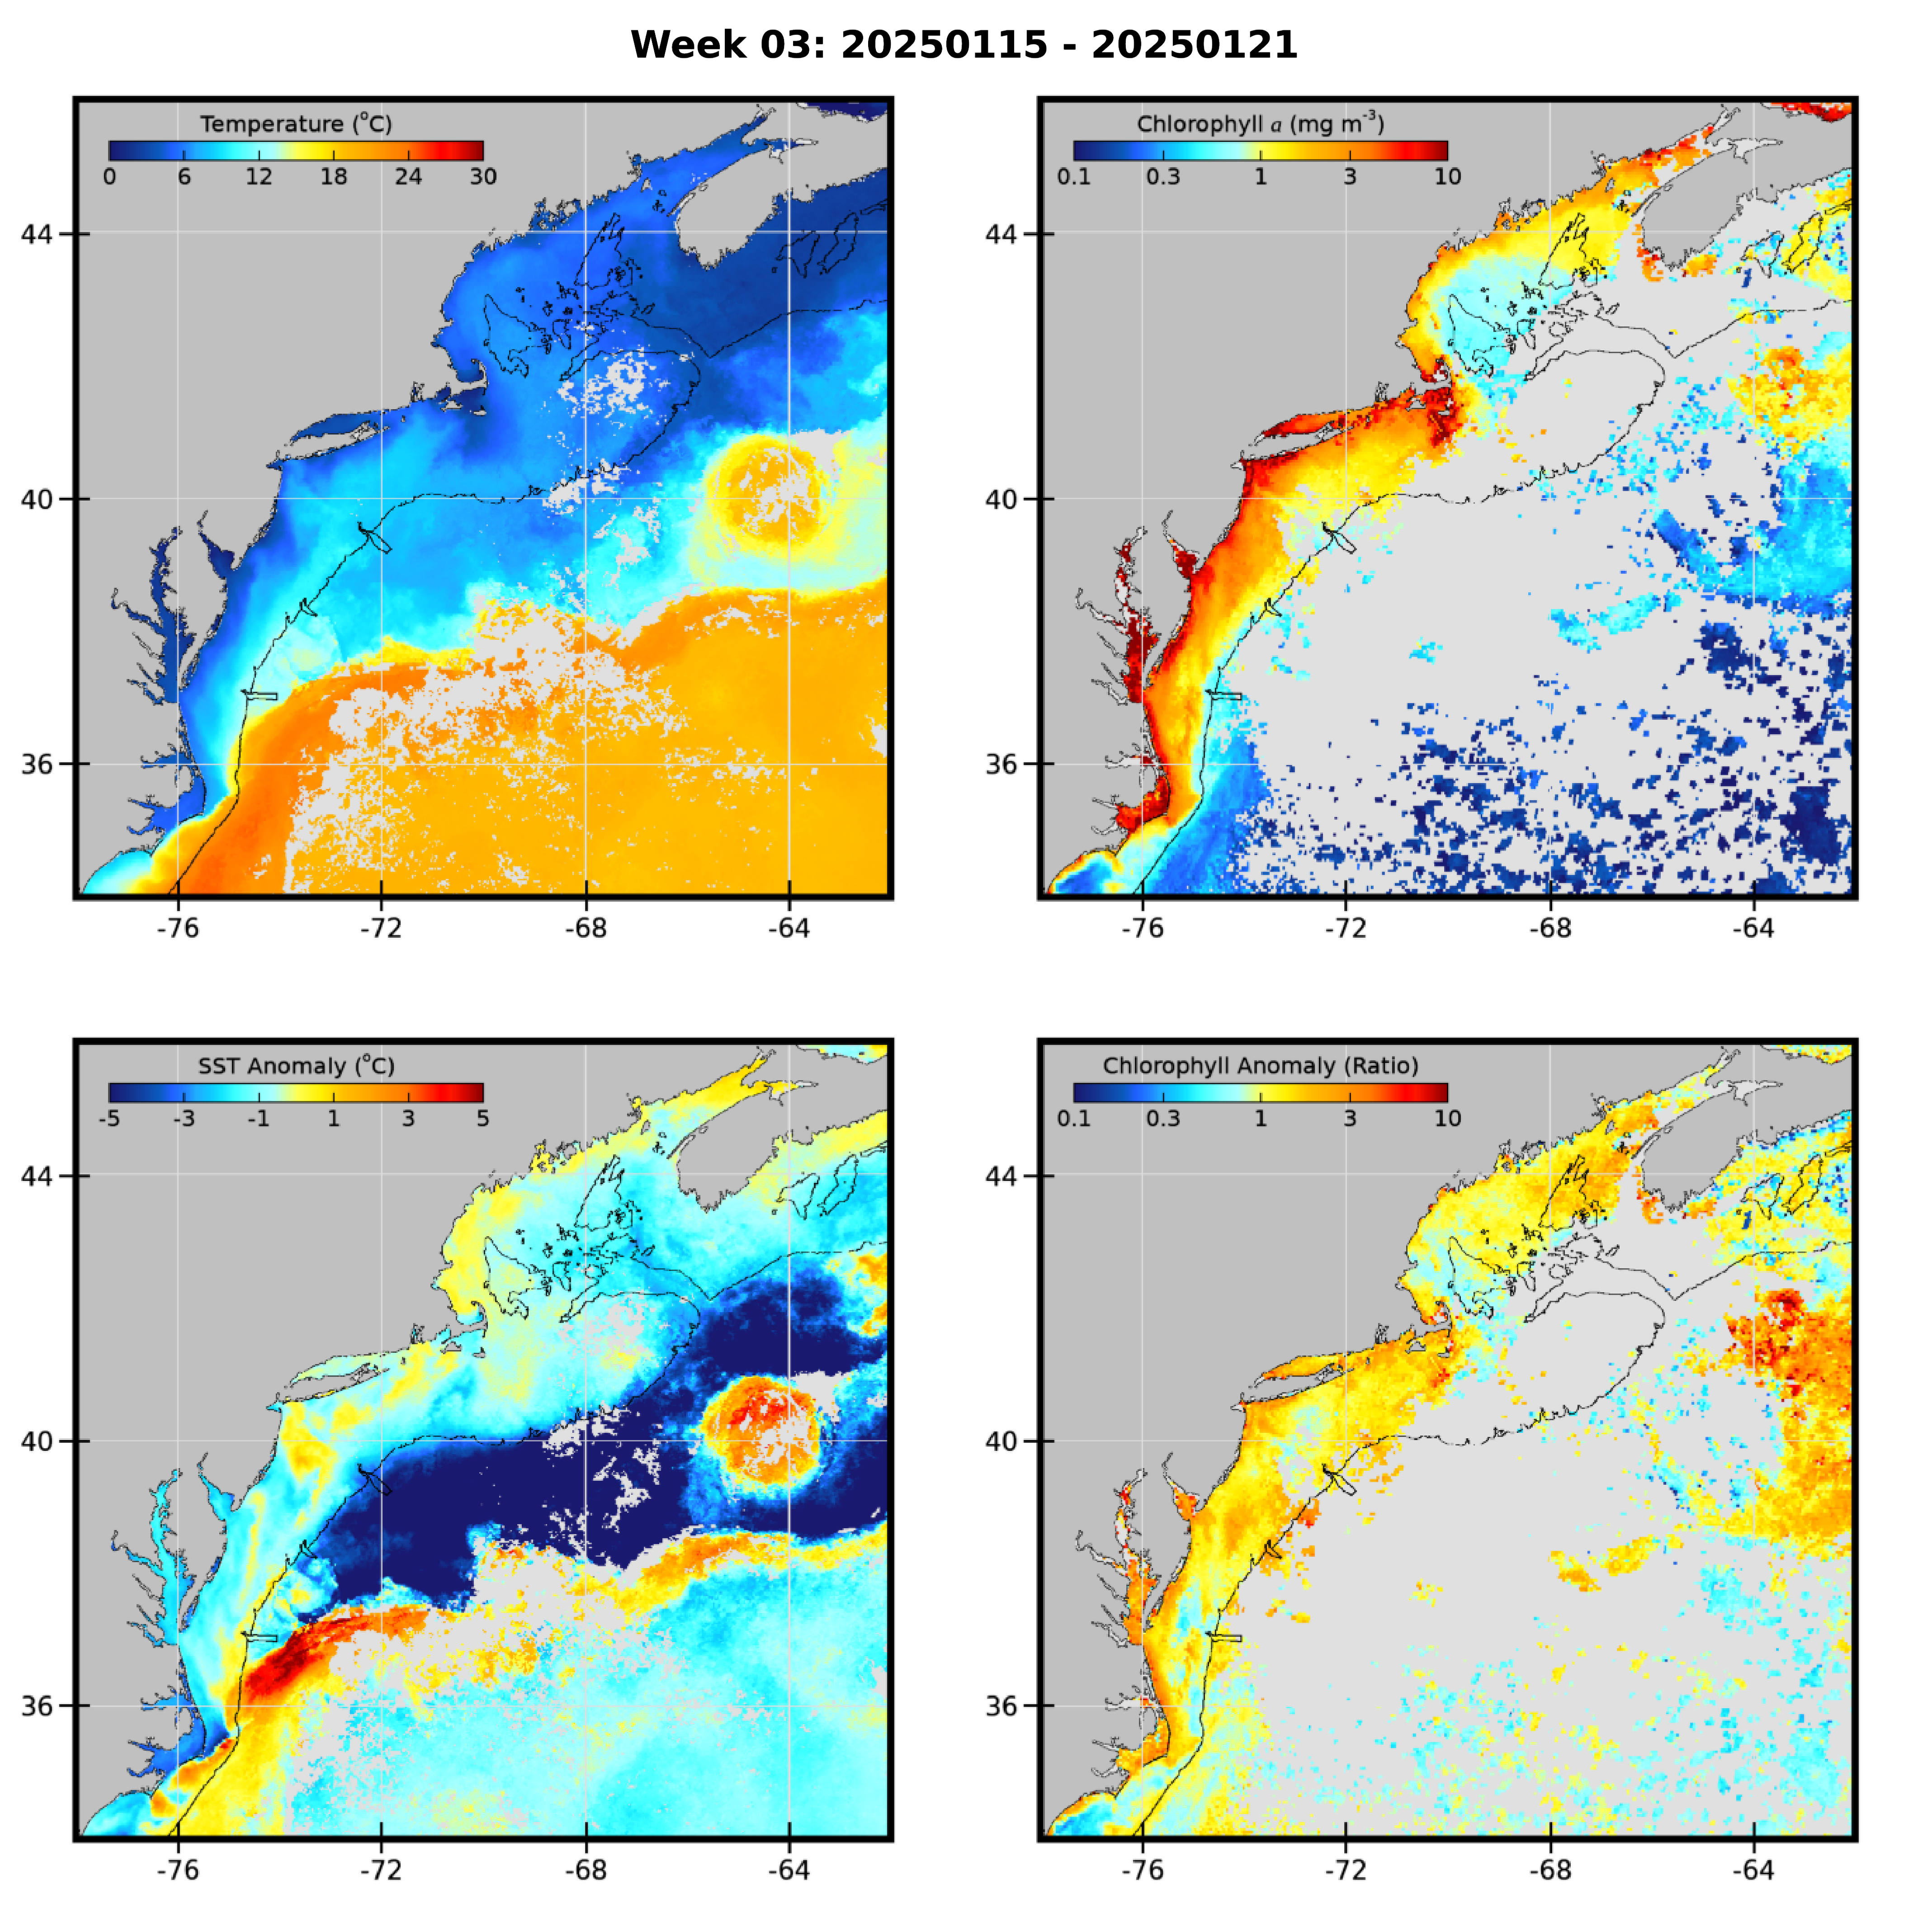 Week 03: 20250115 - 20250121
Temperature (°C)
0 6 12 18 24 30
44
40
36
-76 -72 -68 -64
Chlorophyll a (mg m⁻³)
0.1 0.3 1 3 10
44
40
36
-76 -72 -68 -64
SST Anomaly (°C)
-5 -3 -1 1 3 5
44
40
36
-76 -72 -68 -64
Chlorophyll Anomaly (Ratio)
0.1 0.3 1 3 10
44
40
36
-76 -72 -68 -64